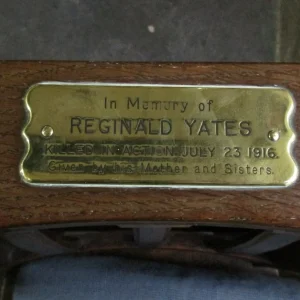 In Memory of
REGINALD YATES
KILLED IN ACTION JULY 23 1916.
Given by his Mother and Sisters.